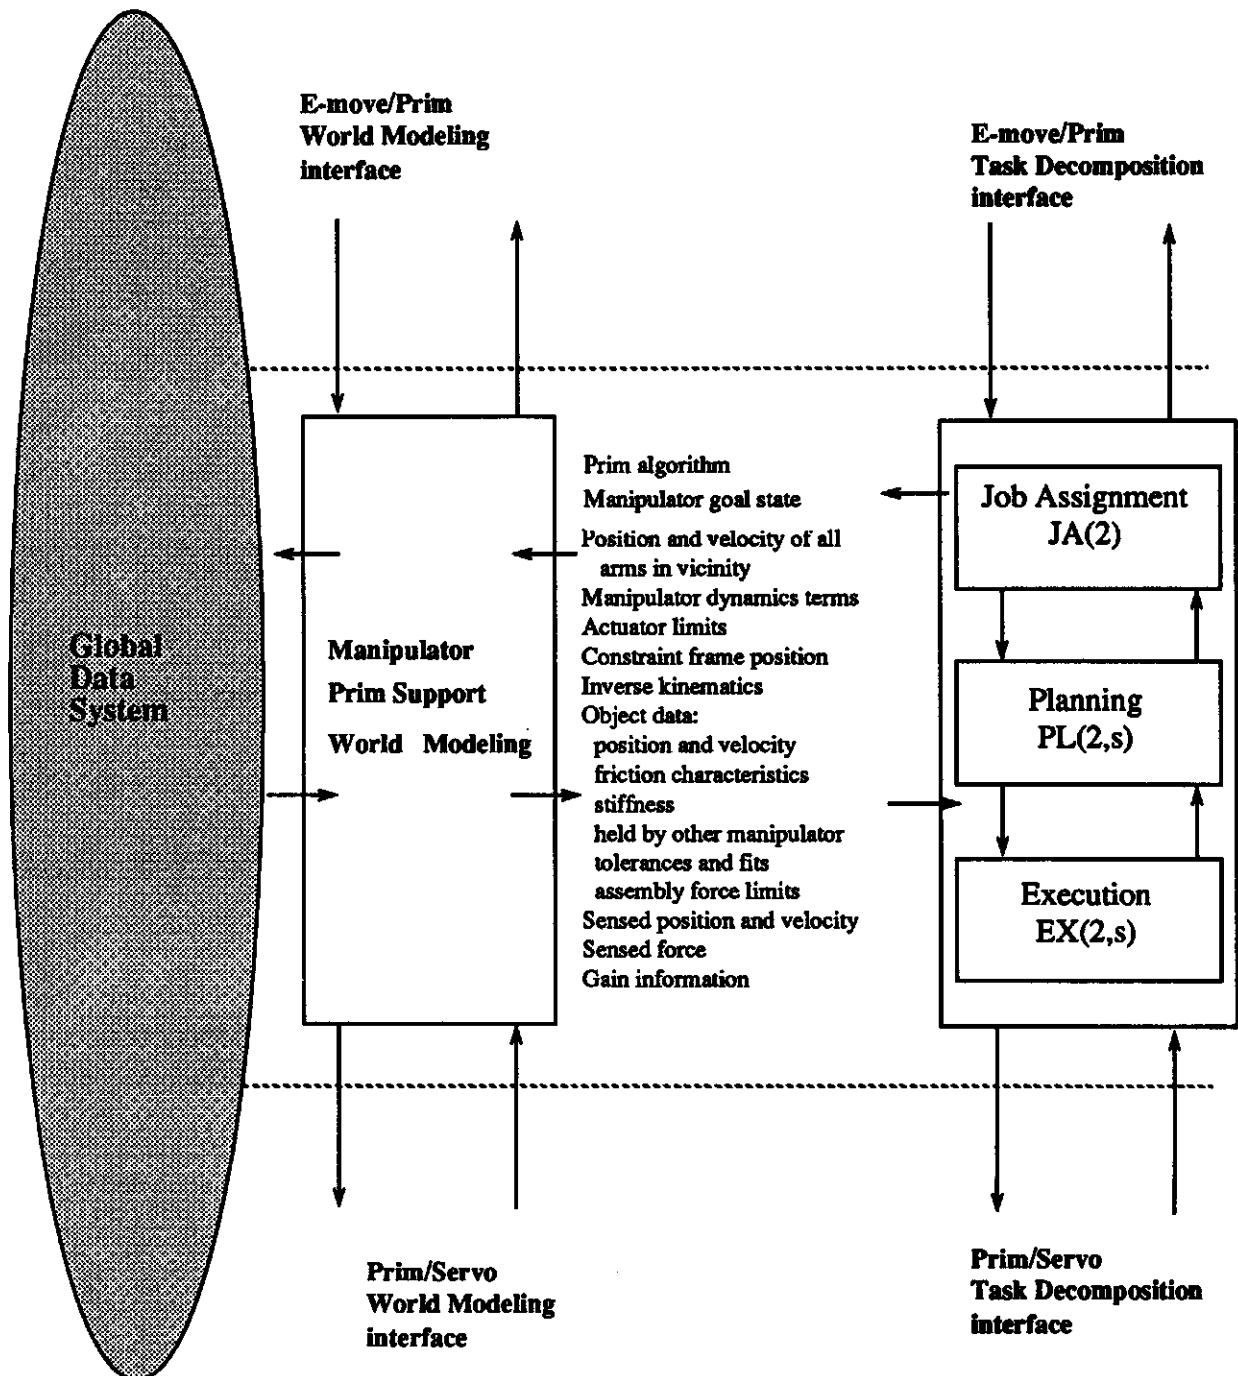 E-move/Prim
World Modeling
interface
E-move/Prim
Task Decomposition
interface
Global
Data
System
Manipulator
Prim Support
World Modeling
Prim algorithm
Manipulator goal state
Position and velocity of all
arms in vicinity
Manipulator dynamics terms
Actuator limits
Constraint frame position
Inverse kinematics
Object data:
position and velocity
friction characteristics
stiffness
held by other manipulator
tolerances and fits
assembly force limits
Sensed position and velocity
Sensed force
Gain information
Job Assignment
JA(2)
Planning
PL(2,s)
Execution
EX(2,s)
Prim/Servo
World Modeling
interface
Prim/Servo
Task Decomposition
interface